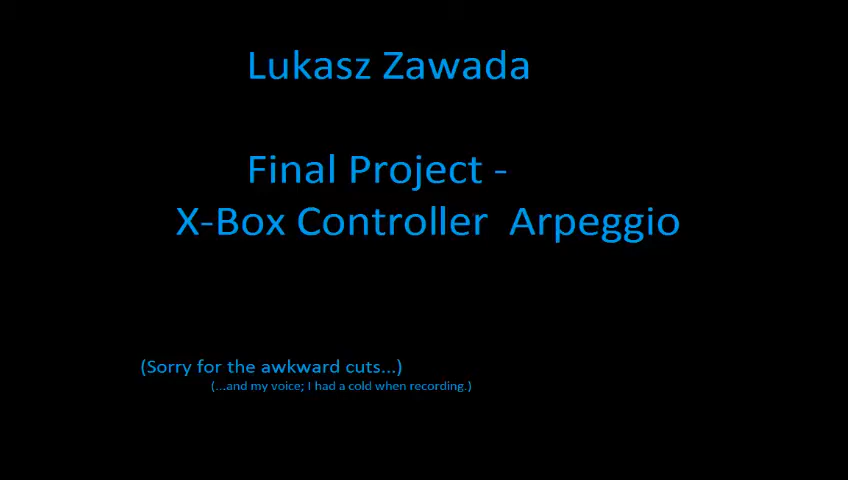 Lukasz Zawada
Final Project -
X-Box Controller  Arpeggio
(Sorry for the awkward cuts...)
(...and my voice; I had a cold when recording.)